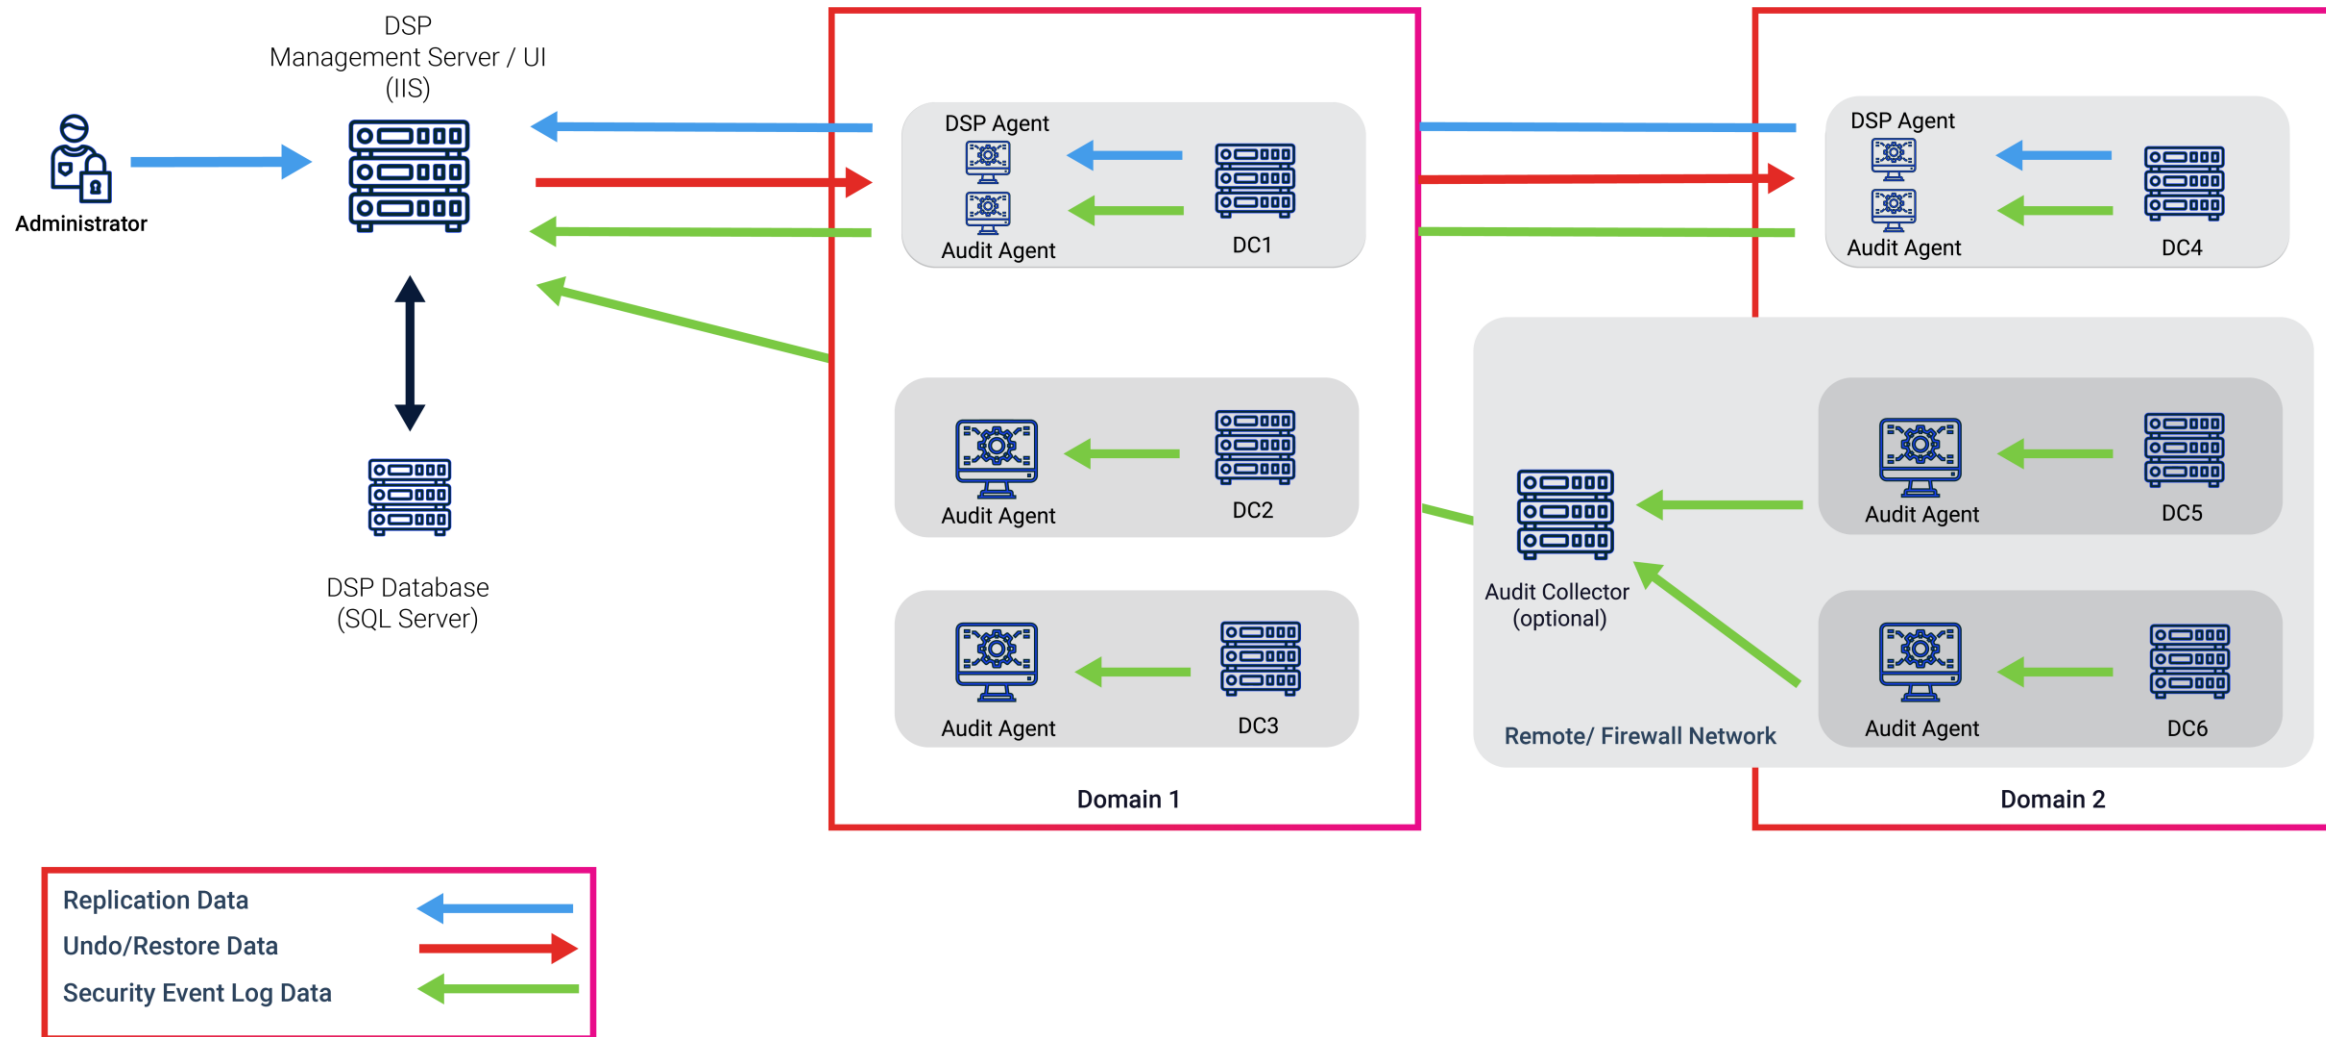 DSP
Management Server / UI
(IIS)
Administrator
DSP Database
(SQL Server)
DSP Agent
Audit Agent
DC1
Audit Agent
DC2
Audit Agent
DC3
Domain 1
DSP Agent
Audit Agent
DC4
Audit Collector
(optional)
Audit Agent
DC5
Audit Agent
DC6
Remote/ Firewall Network
Domain 2
Replication Data
Undo/Restore Data
Security Event Log Data